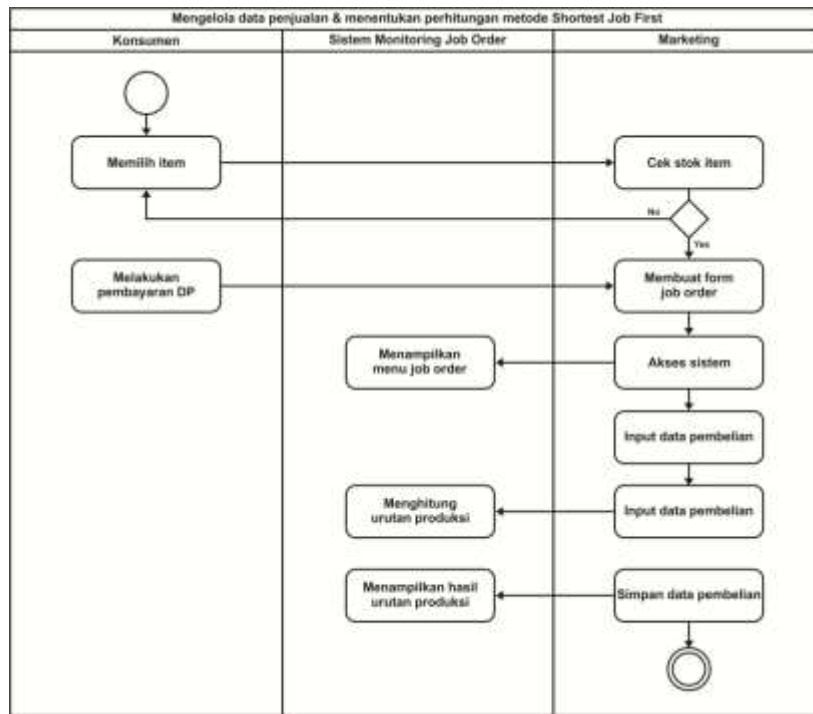 Mengelola data penjualan & menentukan perhitungan metode Shortest Job First
Konsumen
Sistem Monitoring Job Order
Marketing
Memilih item
Cek stok item
No
Yes
Melakukan
pembayaran DP
Membuat form
job order
Menampilkan
menu job order
Akses sistem
Input data pembelian
Menghitung
urutan produksi
Input data pembelian
Menampilkan hasil
urutan produksi
Simpan data pembelian